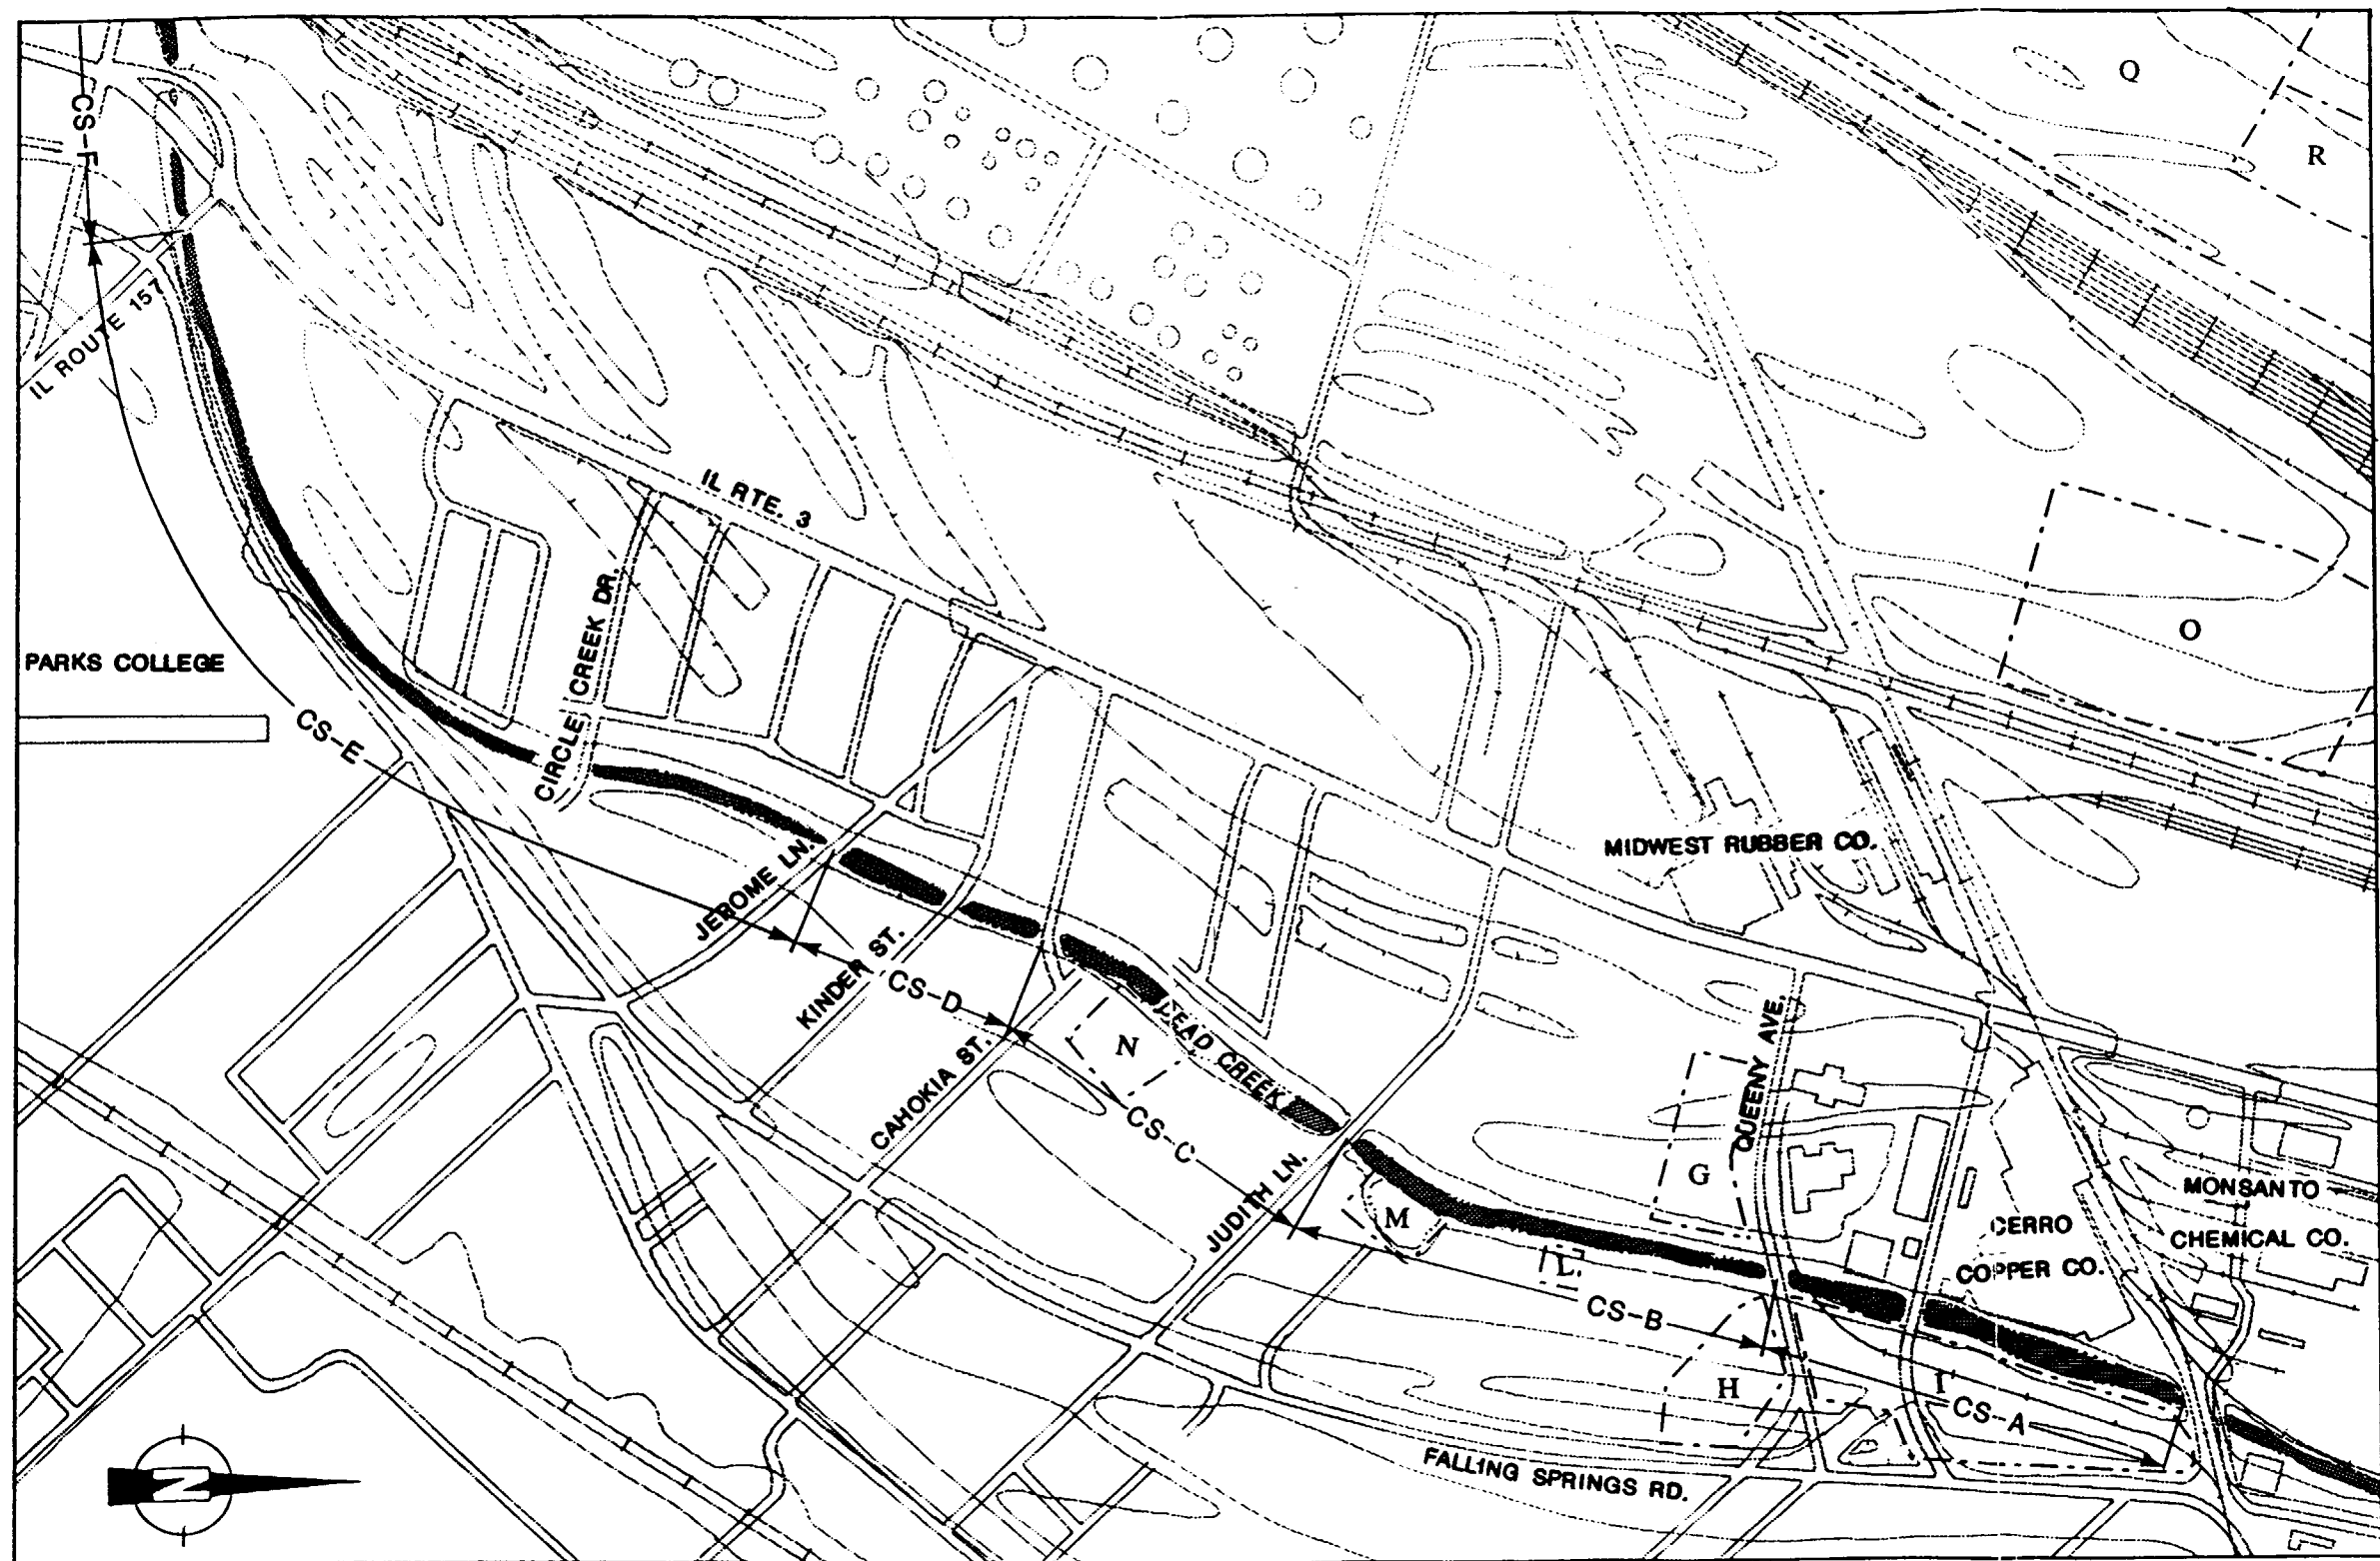 Q
R
CS-F
IL ROUTE 157
IL RTE. 3
O
PARKS COLLEGE
CIRCLE CREEK DR.
CS-E
MIDWEST RUBBER CO.
JEROME LN.
KINDER ST.
CS-D
CAHOKIA ST.
N
DEAD CREEK
CS-C
QUEENY AVE.
G
JUDITH LN.
M
L
MONSANTO
CHEMICAL CO.
CERRO
COPPER CO.
CS-B
H
I
CS-A
FALLING SPRINGS RD.
N